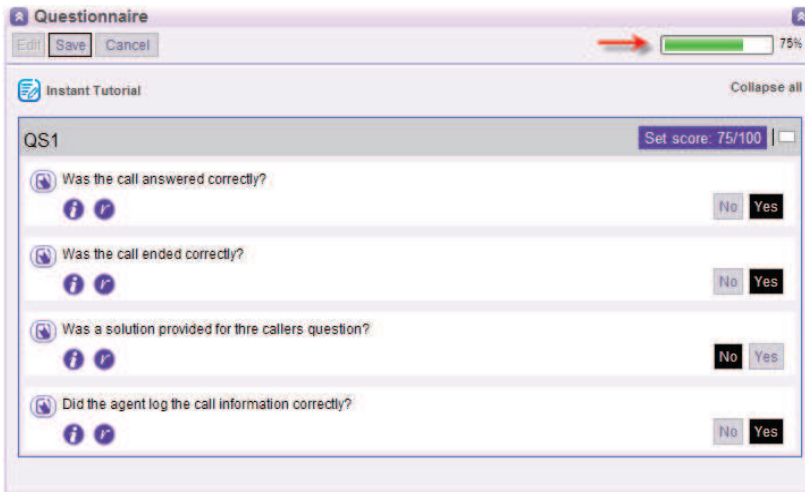 Questionnaire
Edit Save Cancel 75%
Instant Tutorial Collapse all
QS1 Set score: 75/100
Was the call answered correctly?
i r No Yes
Was the call ended correctly?
i r No Yes
Was a solution provided for thre callers question?
i r No Yes
Did the agent log the call information correctly?
i r No Yes